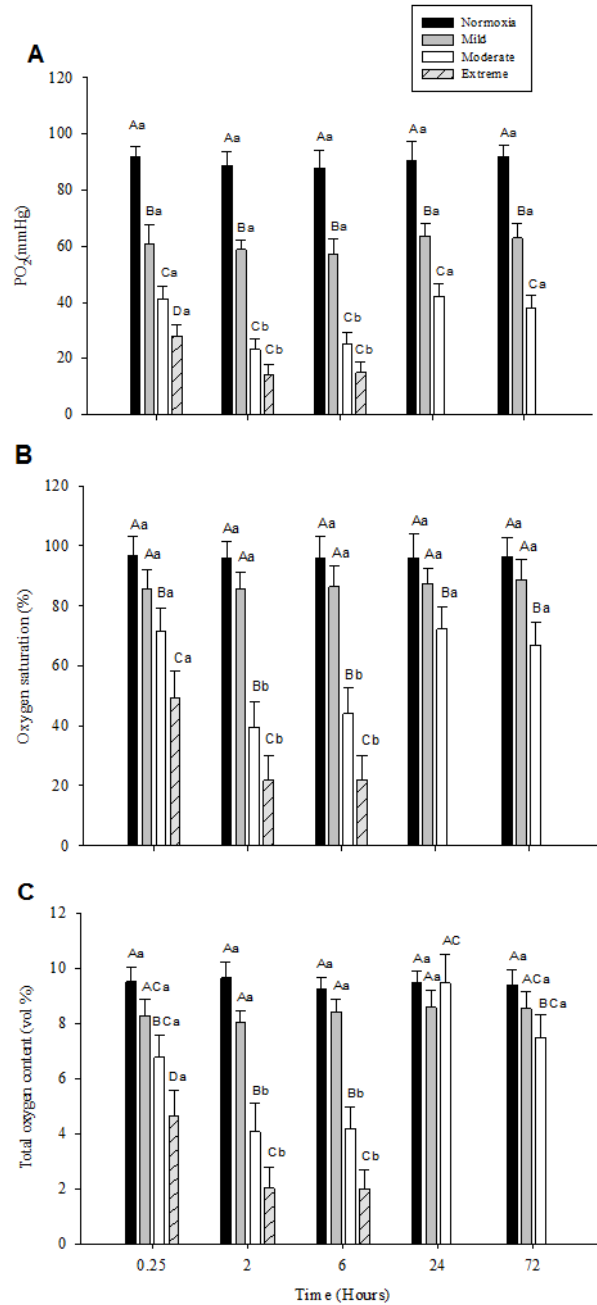 Normoxia
Mild
Moderate
Extreme
A
120
100
80
60
40
20
0
PO2(mmHg)
Aa Ba Ca Da
Aa Ba Cb Cb
Aa Ba Cb Cb
Aa Ba Ca
Aa Ba Ca
B
120
100
80
60
40
20
0
Oxygen saturation (%)
Aa Aa Ba Ca
Aa Aa Bb Cb
Aa Aa Bb Cb
Aa Aa Ba
Aa Aa Ba
C
12
10
8
6
4
2
0
Total oxygen content (vol %)
Aa ACa BCa Da
Aa Aa Bb Cb
Aa Aa Bb Cb
Aa Aa AC
Aa ACa BCa
0.25 2 6 24 72
Time (Hours)